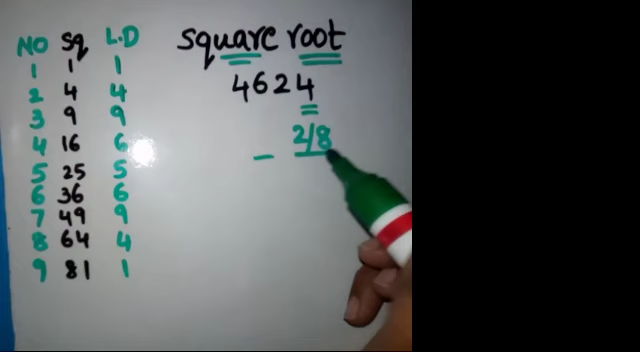 square root
4624
- 2/8
NO Sq L.D
1 1 1
2 4 4
3 9 9
4 16 6
5 25 5
6 36 6
7 49 9
8 64 4
9 81 1